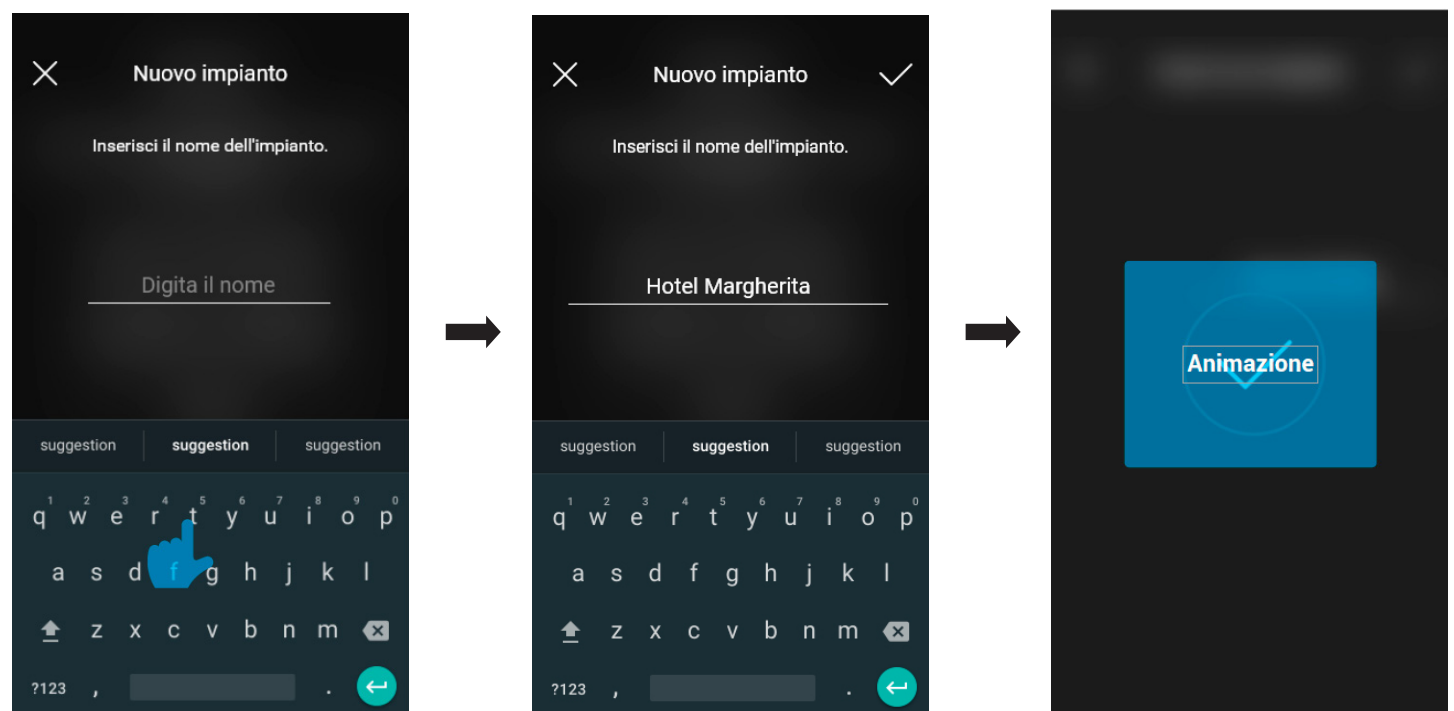 Nuovo impianto
Inserisci il nome dell'impianto.
Digita il nome
suggestion suggestion suggestion
1 2 3 4 5 6 7 8 9 0
q w e r t y u i o p
a s d f g h j k l
z x c v b n m
?123 , .
Nuovo impianto
Inserisci il nome dell'impianto.
Hotel Margherita
suggestion suggestion suggestion
1 2 3 4 5 6 7 8 9 0
q w e r t y u i o p
a s d f g h j k l
z x c v b n m
?123 , .
Animazione